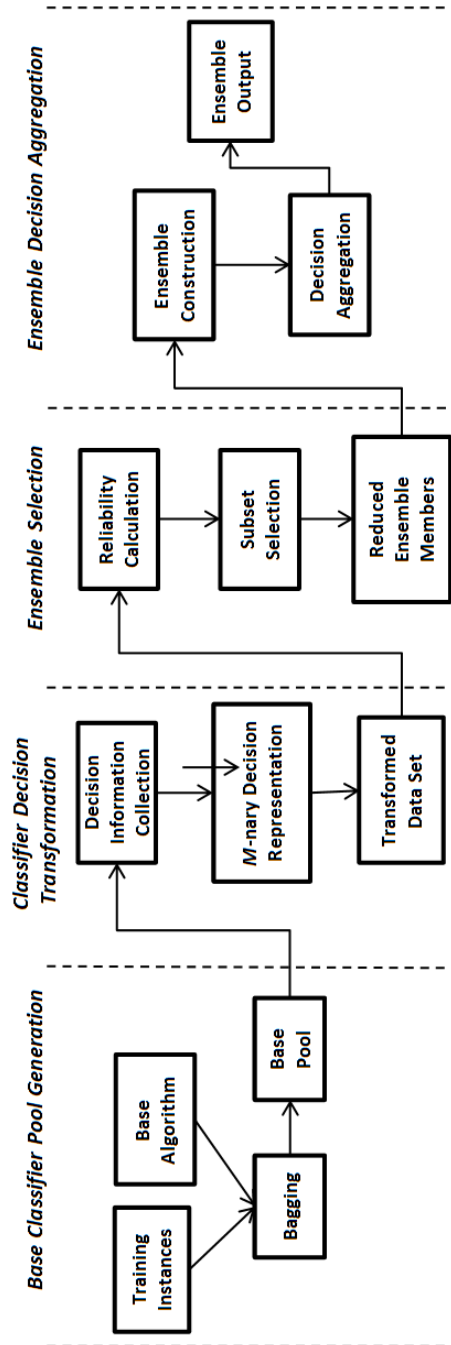 Base Classifier Pool Generation
Training
Instances
Base
Algorithm
Bagging
Base
Pool
Classifier Decision
Transformation
Decision
Information
Collection
M-nary Decision
Representation
Transformed
Data Set
Ensemble Selection
Reliability
Calculation
Subset
Selection
Reduced
Ensemble
Members
Ensemble Decision Aggregation
Ensemble
Construction
Decision
Aggregation
Ensemble
Output